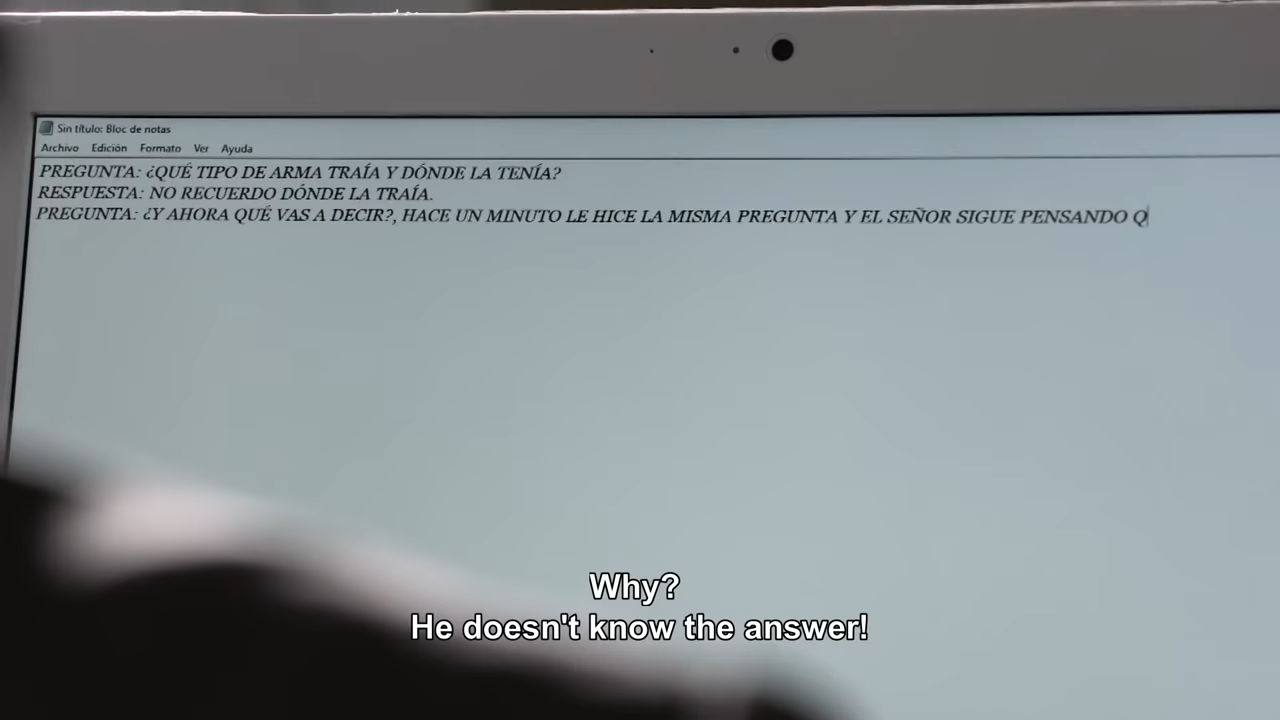 Sin título: Bloc de notas
Archivo Edición Formato Ver Ayuda
PREGUNTA: ¿QUÉ TIPO DE ARMA TRAÍA Y DÓNDE LA TENÍA?
RESPUESTA: NO RECUERDO DÓNDE LA TRAÍA.
PREGUNTA: ¿Y AHORA QUÉ VAS A DECIR?, HACE UN MINUTO LE HICE LA MISMA PREGUNTA Y EL SEÑOR SIGUE PENSANDO Q
Why?
He doesn't know the answer!